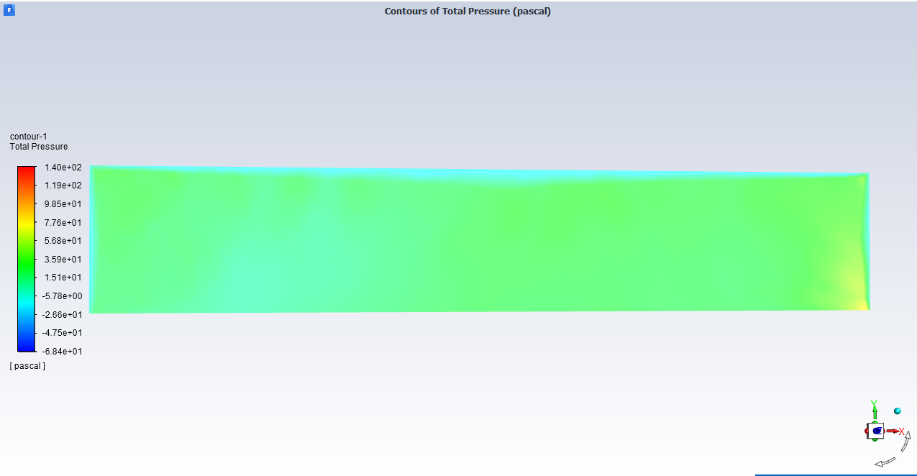 Contours of Total Pressure (pascal)
contour-1
Total Pressure
1.40e+02
1.19e+02
9.85e+01
7.76e+01
5.68e+01
3.59e+01
1.51e+01
-5.78e+00
-2.66e+01
-4.75e+01
-6.84e+01
[ pascal ]
Y
X